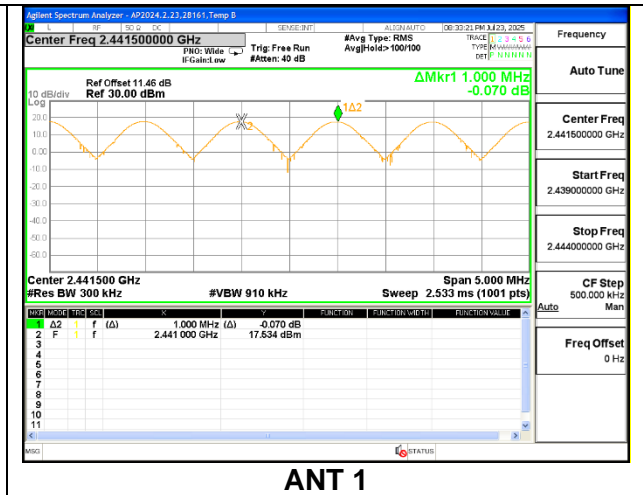 Agilent Spectrum Analyzer - AP2024.2.23,28161,Temp B
L RF 50 Ω DC SENSE:INT ALIGNAUTO 08:33:21 PM Jul 23, 2025
Center Freq 2.441500000 GHz
PNO: Wide
IFGain:Low
Trig: Free Run
#Atten: 40 dB
#Avg Type: RMS
Avg|Hold:> 100/100
TRACE 1 2 3 4 5 6
TYPE M
DET P N N N N N
Frequency
Auto Tune
Center Freq
2.441500000 GHz
Start Freq
2.439000000 GHz
Stop Freq
2.444000000 GHz
CF Step
500.000 kHz
Auto Man
Freq Offset
0 Hz
ΔMkr1 1.000 MHz
-0.070 dB
Ref Offset 11.46 dB
10 dB/div Ref 30.00 dBm
Log
20.0
10.0
0.00
-10.0
-20.0
-30.0
-40.0
-50.0
-60.0
1Δ2
Center 2.441500 GHz Span 5.000 MHz
#Res BW 300 kHz #VBW 910 kHz Sweep 2.533 ms (1001 pts)
MKR MODE TRC SCL X Y FUNCTION FUNCTION WIDTH FUNCTION VALUE
1 Δ2 1 f (Δ) 1.000 MHz (Δ) -0.070 dB
2 F 1 f 2.441 000 GHz 17.534 dBm
3
4
5
6
7
8
9
10
11
MSG STATUS
ANT 1